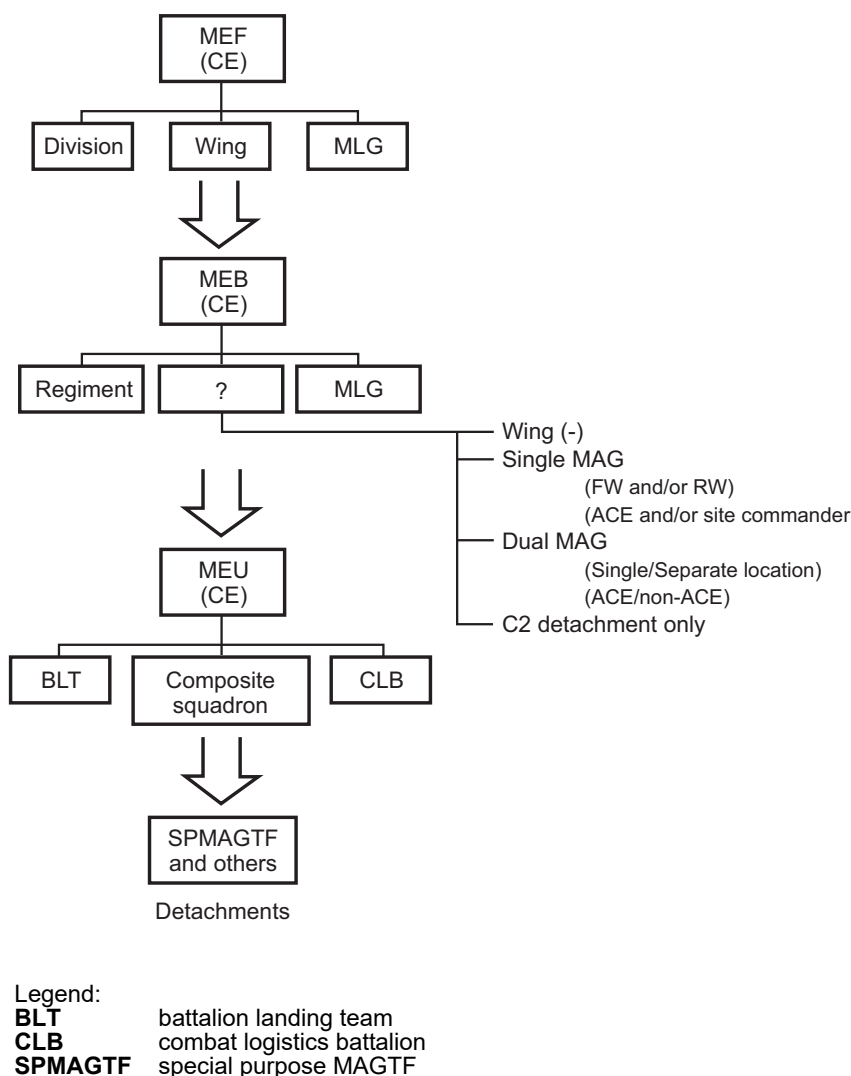 MEF
(CE)
Division
Wing
MLG
MEB
(CE)
Regiment
?
MLG
Wing (-)
Single MAG
(FW and/or RW)
(ACE and/or site commander
Dual MAG
(Single/Separate location)
(ACE/non-ACE)
C2 detachment only
MEU
(CE)
BLT
Composite
squadron
CLB
SPMAGTF
and others
Detachments
Legend:
BLT battalion landing team
CLB combat logistics battalion
SPMAGTF special purpose MAGTF